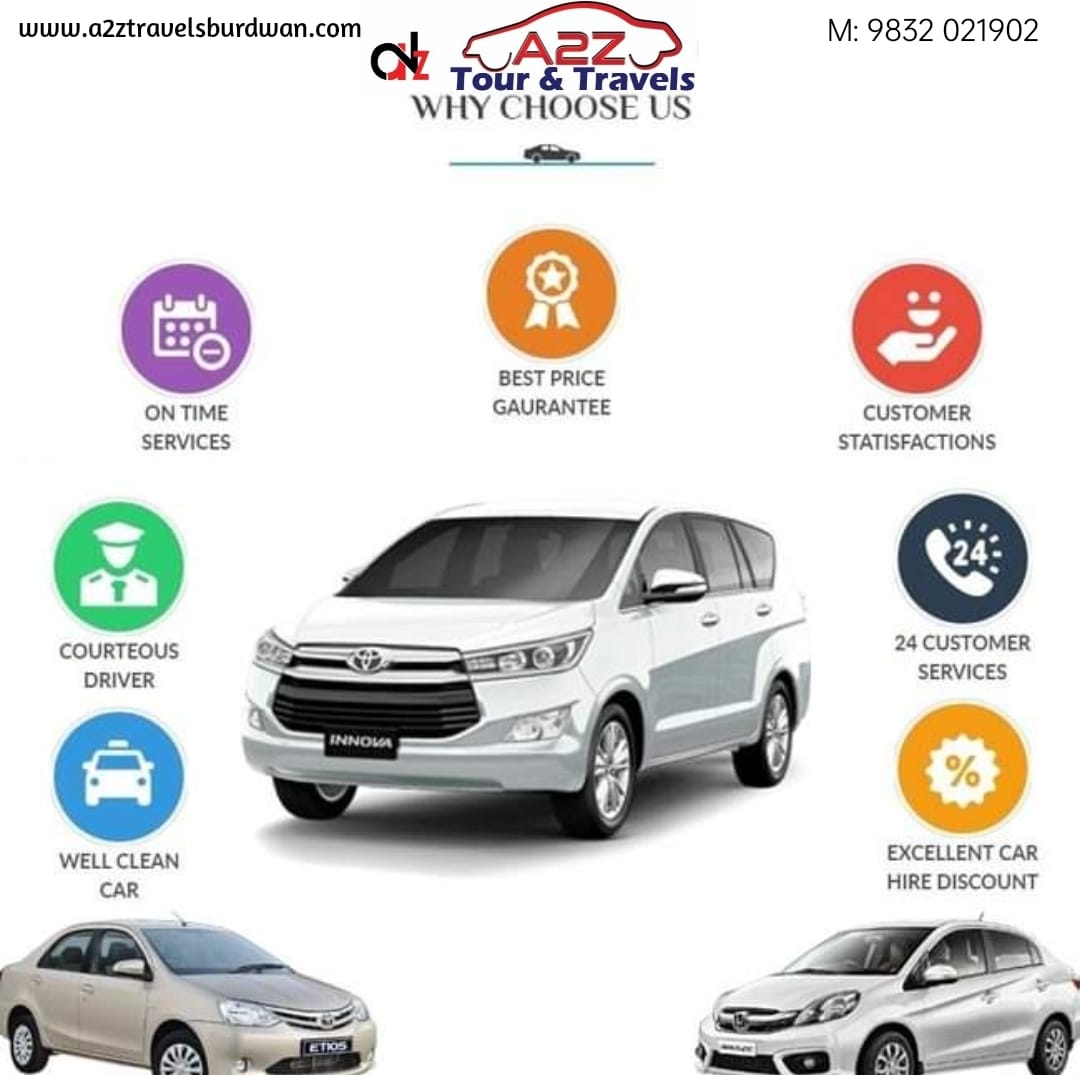 www.a2ztravelsburdwan.com
M: 9832 021902
A2Z
Tour & Travels
WHY CHOOSE US
ON TIME
SERVICES
BEST PRICE
GAURANTEE
CUSTOMER
STATISFACTIONS
COURTEOUS
DRIVER
24
24 CUSTOMER
SERVICES
INNOVA
WELL CLEAN
CAR
%
EXCELLENT CAR
HIRE DISCOUNT
ETIOS
AMAZE